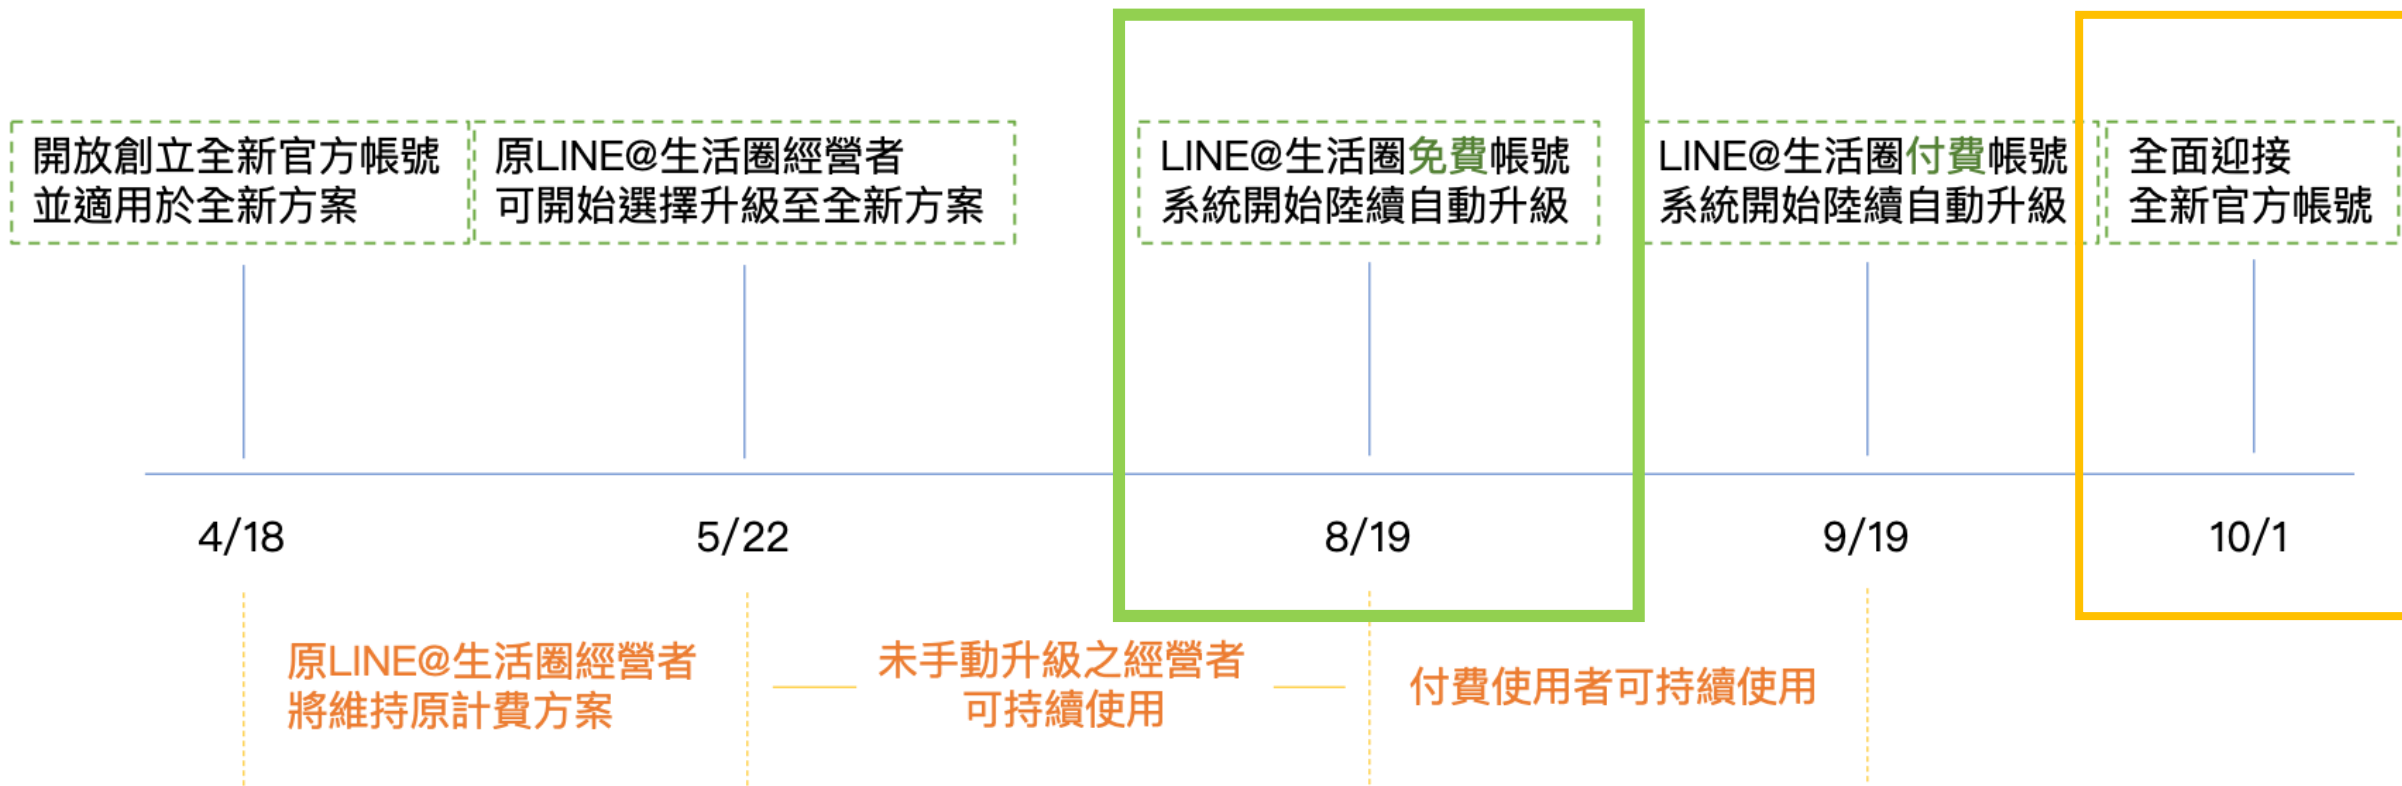 開放創立全新官方帳號
並適用於全新方案
原LINE@生活圈經營者
可開始選擇升級至全新方案
LINE@生活圈免費帳號
系統開始陸續自動升級
LINE@生活圈付費帳號
系統開始陸續自動升級
全面迎接
全新官方帳號
4/18
5/22
8/19
9/19
10/1
原LINE@生活圈經營者
將維持原計費方案
未手動升級之經營者
可持續使用
付費使用者可持續使用